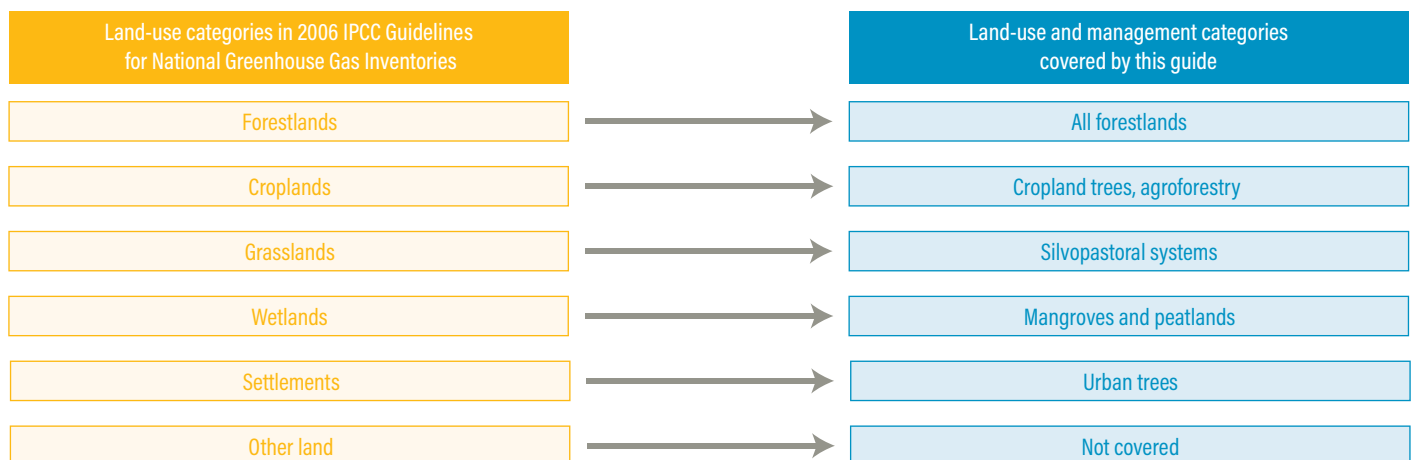 Land-use categories in 2006 IPCC Guidelines
for National Greenhouse Gas Inventories
Land-use and management categories
covered by this guide
Forestlands
All forestlands
Croplands
Cropland trees, agroforestry
Grasslands
Silvopastoral systems
Wetlands
Mangroves and peatlands
Settlements
Urban trees
Other land
Not covered